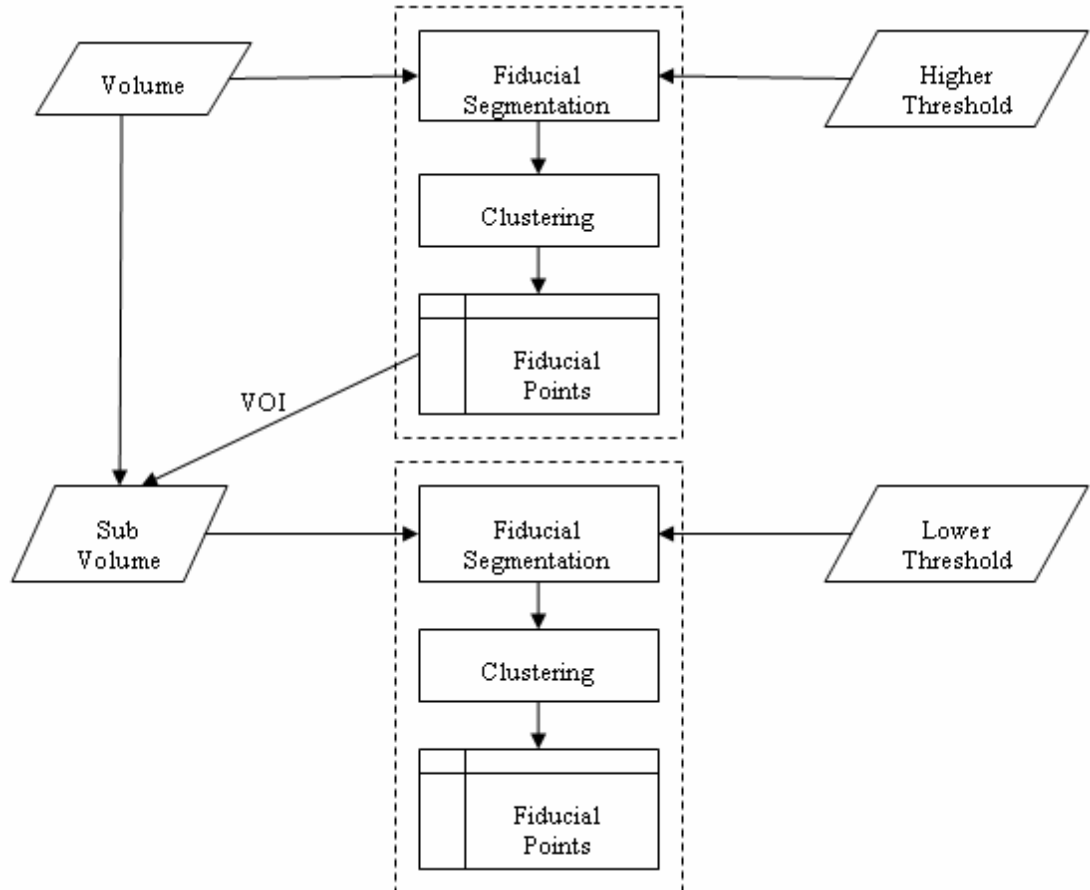 Volume
Fiducial
Segmentation
Higher
Threshold
Clustering
Fiducial
Points
VOI
Sub
Volume
Fiducial
Segmentation
Lower
Threshold
Clustering
Fiducial
Points